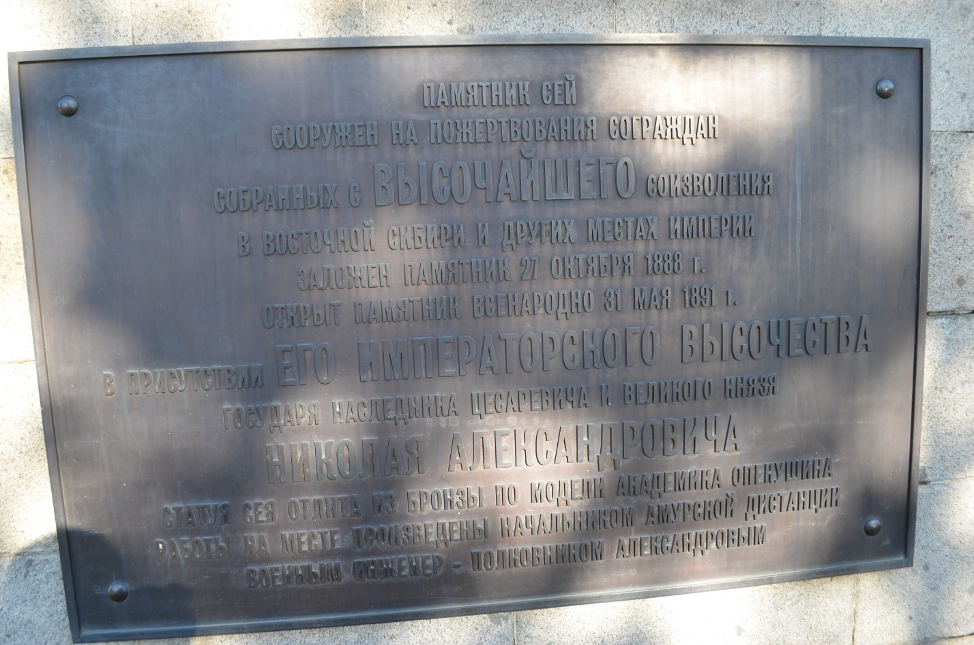 ПАМЯТНИК СЕЙ
СООРУЖЕН НА ПОЖЕРТВОВАНИЯ СОГРАЖДАН
СОБРАННЫХ С ВЫСОЧАЙШЕГО СОИЗВОЛЕНИЯ
В ВОСТОЧНОЙ СИБИРИ И ДРУГИХ МЕСТАХ ИМПЕРИИ
ЗАЛОЖЕН ПАМЯТНИК 27 ОКТЯБРЯ 1888 г.
ОТКРЫТ ПАМЯТНИК ВСЕНАРОДНО 31 МАЯ 1891 г.
В ПРИСУТСТВИИ ЕГО ИМПЕРАТОРСКОГО ВЫСОЧЕСТВА
ГОСУДАРЯ НАСЛЕДНИКА ЦЕСАРЕВИЧА И ВЕЛИКОГО КНЯЗЯ
НИКОЛАЯ АЛЕКСАНДРОВИЧА
СТАТУЯ СЕЯ ОТЛИТА ИЗ БРОНЗЫ ПО МОДЕЛИ АКАДЕМИКА ОПЕКУШИНА
РАБОТЫ НА МЕСТЕ ПРОИЗВЕДЕНЫ НАЧАЛЬНИКОМ АМУРСКОЙ ДИСТАНЦИИ
ВОЕННЫМ ИНЖЕНЕР - ПОЛКОВНИКОМ АЛЕКСАНДРОВЫМ